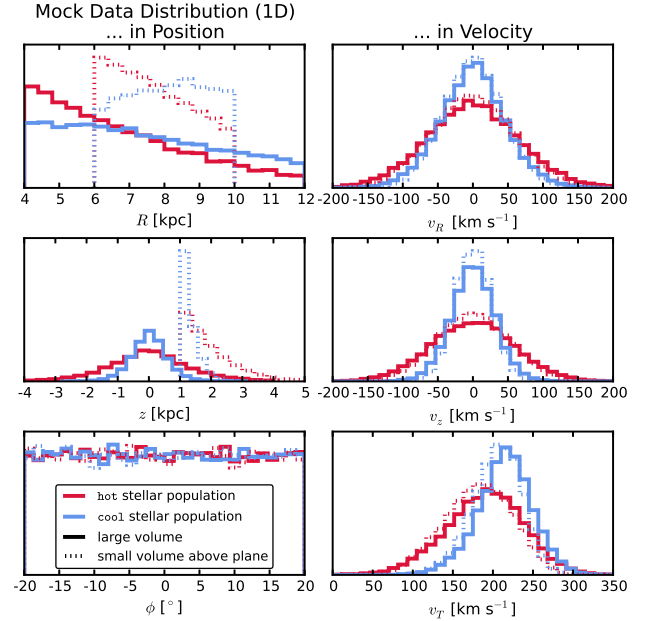 Mock Data Distribution (1D)
... in Position
... in Velocity
4 5 6 7 8 9 10 11 12
R [kpc]
-200 -150 -100 -50 0 50 100 150 200
v_R [km s⁻¹]
-4 -3 -2 -1 0 1 2 3 4 5
z [kpc]
-200 -150 -100 -50 0 50 100 150 200
v_z [km s⁻¹]
hot stellar population
cool stellar population
large volume
small volume above plane
-20 -15 -10 -5 0 5 10 15 20
ϕ [°]
0 50 100 150 200 250 300 350
v_T [km s⁻¹]